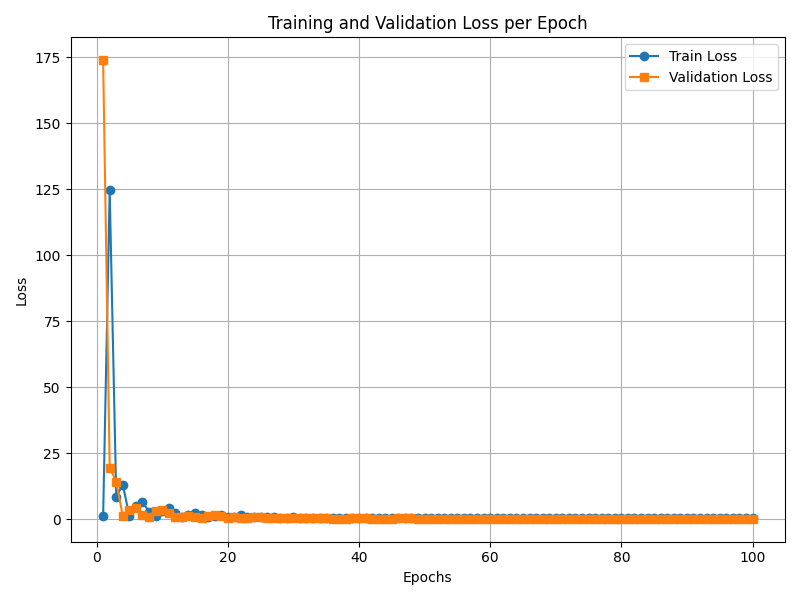 Training and Validation Loss per Epoch
Train Loss
Validation Loss
175
150
125
100
75
50
25
0
Loss
0 20 40 60 80 100
Epochs